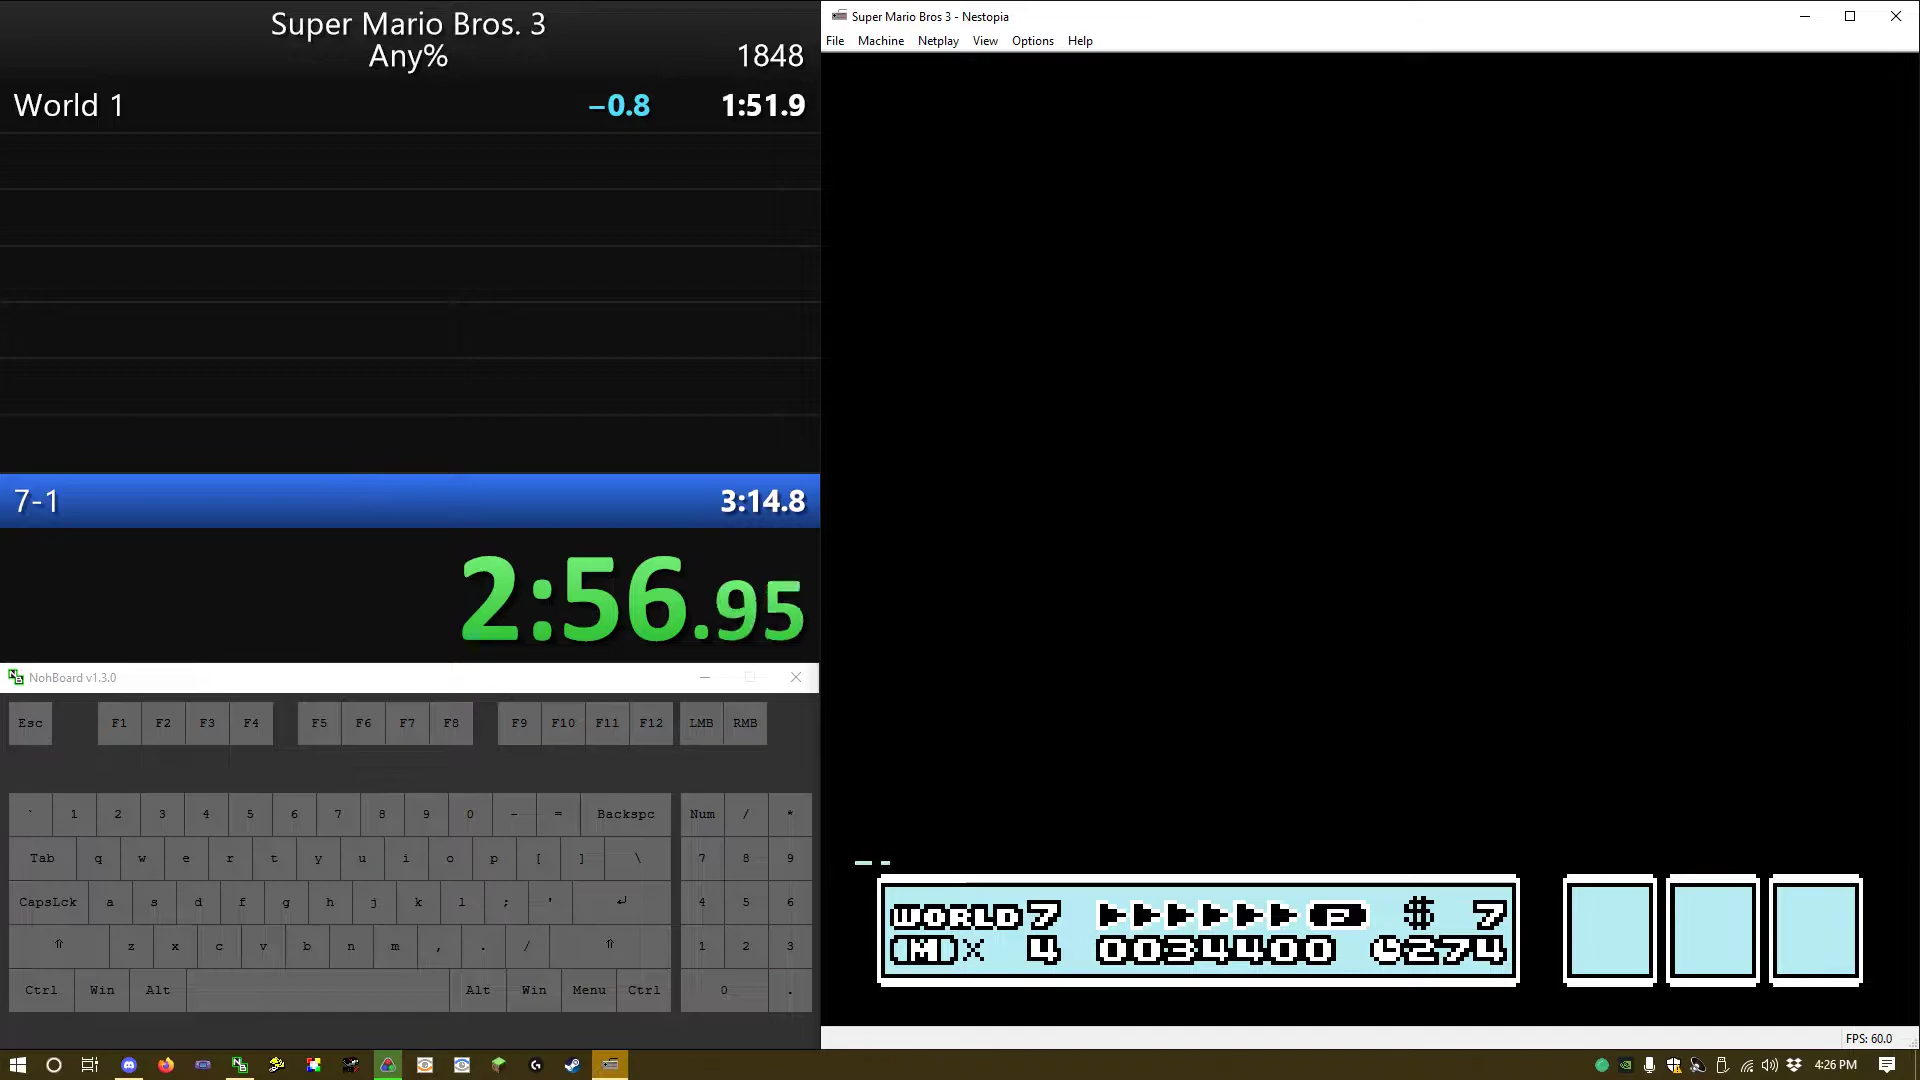 Super Mario Bros. 3
Any%
1848
World 1 −0.8 1:51.9
7-1 3:14.8
2:56.95
NohBoard v1.3.0
Esc F1 F2 F3 F4 F5 F6 F7 F8 F9 F10 F11 F12 LMB RMB
` 1 2 3 4 5 6 7 8 9 0 - = Backspc Num / *
Tab q w e r t y u i o p [ ] \ 7 8 9
CapsLck a s d f g h j k l ; ' 4 5 6
z x c v b n m , . / 1 2 3
Ctrl Win Alt Alt Win Menu Ctrl 0 .
Super Mario Bros 3 - Nestopia
File Machine Netplay View Options Help
WORLD 7 P $ 7
(M)× 4 0034400 274
FPS: 60.0
4:26 PM